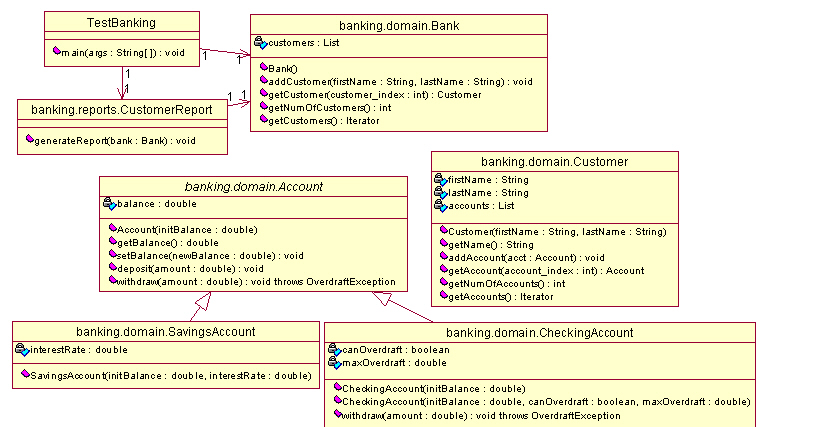 TestBanking
main(args : String[ ]) : void
banking.domain.Bank
customers : List
Bank()
addCustomer(firstName : String, lastName : String) : void
getCustomer(customer_index : int) : Customer
getNumOfCustomers() : int
getCustomers() : Iterator
1
1
1
1
banking.reports.CustomerReport
generateReport(bank : Bank) : void
1
1
banking.domain.Customer
firstName : String
lastName : String
accounts : List
Customer(firstName : String, lastName : String)
getName() : String
addAccount(acct : Account) : void
getAccount(account_index : int) : Account
getNumOfAccounts() : int
getAccounts() : Iterator
banking.domain.Account
balance : double
Account(initBalance : double)
getBalance() : double
setBalance(newBalance : double) : void
deposit(amount : double) : void
withdraw(amount : double) : void throws OverdraftException
banking.domain.SavingsAccount
interestRate : double
SavingsAccount(initBalance : double, interestRate : double)
banking.domain.CheckingAccount
canOverdraft : boolean
maxOverdraft : double
CheckingAccount(initBalance : double)
CheckingAccount(initBalance : double, canOverdraft : boolean, maxOverdraft : double)
withdraw(amount : double) : void throws OverdraftException